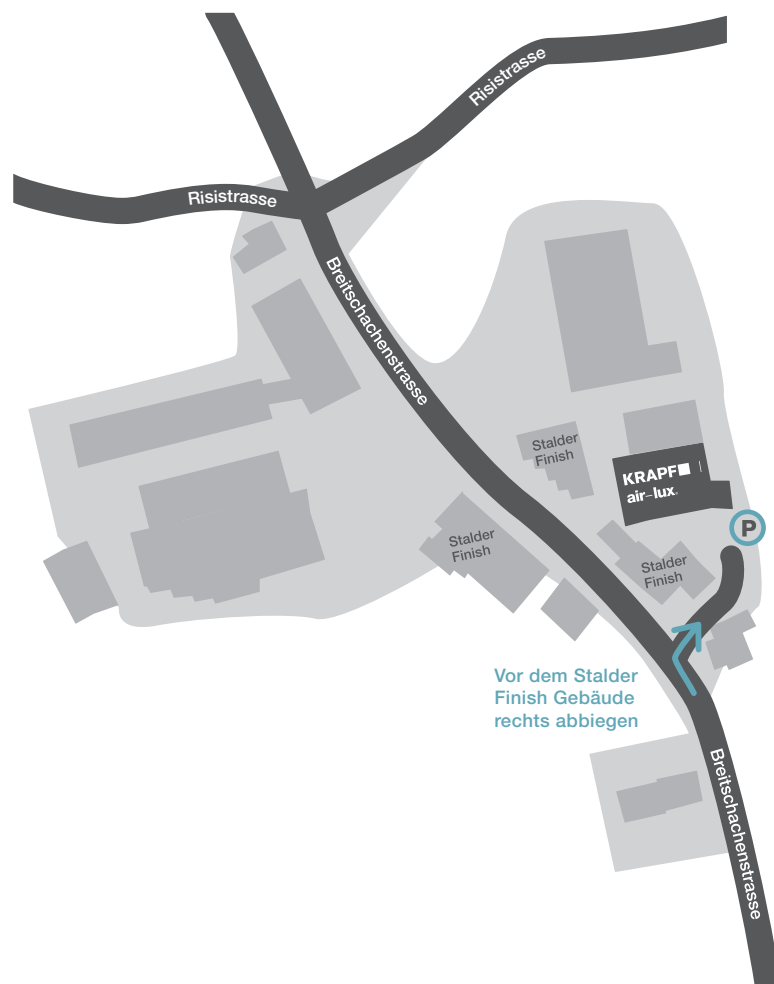 Risistrasse
Risistrasse
Breitschachenstrasse
Stalder
Finish
KRAPF
air–lux
P
Stalder
Finish
Stalder
Finish
Vor dem Stalder
Finish Gebäude
rechts abbiegen
Breitschachenstrasse